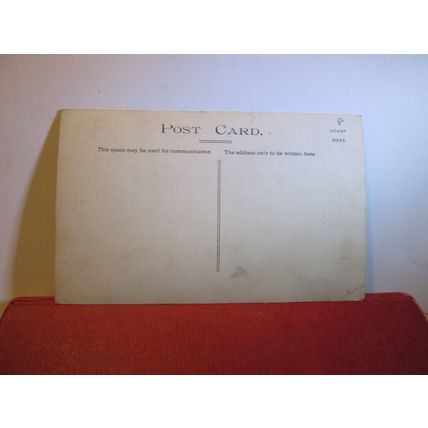 POST CARD.
STAMP
HERE
This space may be used for communication
The address only to be written here